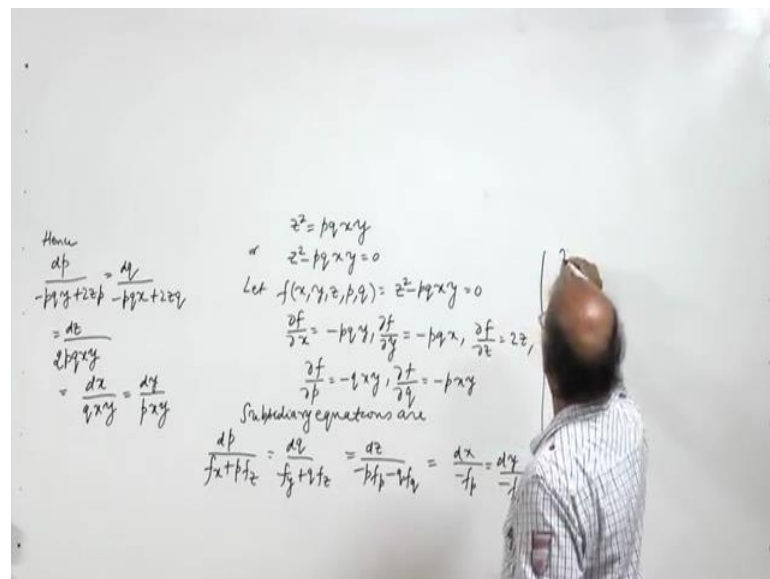 z² = pqxy
or
z² - pqxy = 0
Let f(x,y,z,p,q) = z² - pqxy = 0
∂f/∂x = -pqy, ∂f/∂y = -pqx, ∂f/∂z = 2z,
∂f/∂p = -qxy, ∂f/∂q = -pxy
Subsidiary equations are
dp/(fx+pfz) = dq/(fy+qfz) = dz/(-pfp-qfq) = dx/(-fp) = dy/(-f
Hence
dp/(-pqy+2zp) = dq/(-pqx+2zq)
= dz/(2pqxy)
= dx/(qxy) = dy/(pxy)